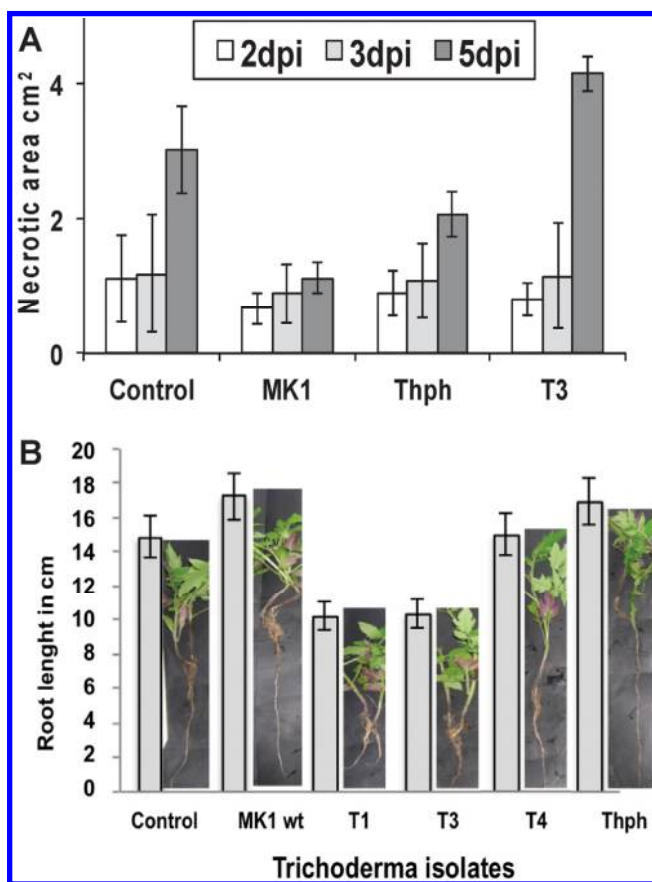 A
2dpi 3dpi 5dpi
Necrotic area cm²
4
2
0
Control MK1 Thph T3
B
Root lenght in cm
20
18
16
14
12
10
8
6
4
2
0
Control MK1 wt T1 T3 T4 Thph
Trichoderma isolates